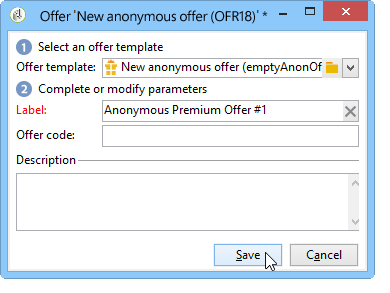 Offer 'New anonymous offer (OFR18)' *
1 Select an offer template
Offer template: New anonymous offer (emptyAnonOf
2 Complete or modify parameters
Label: Anonymous Premium Offer #1
Offer code:
Description
Save Cancel